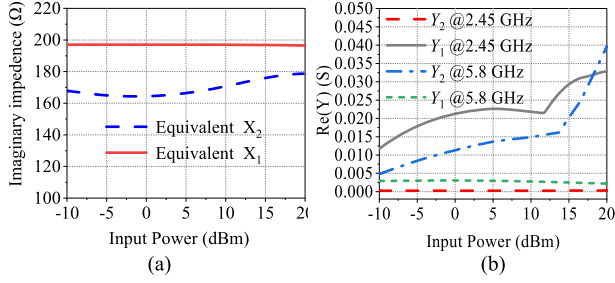 Imaginary impedence (Ω)
220
200
180
160
140
120
100
Equivalent X2
Equivalent X1
-10 -5 0 5 10 15 20
Input Power (dBm)
(a)
Re(Y) (S)
0.050
0.045
0.040
0.035
0.030
0.025
0.020
0.015
0.010
0.005
0.000
Y2 @2.45 GHz
Y1 @2.45 GHz
Y2 @5.8 GHz
Y1 @5.8 GHz
-10 -5 0 5 10 15 20
Input Power (dBm)
(b)